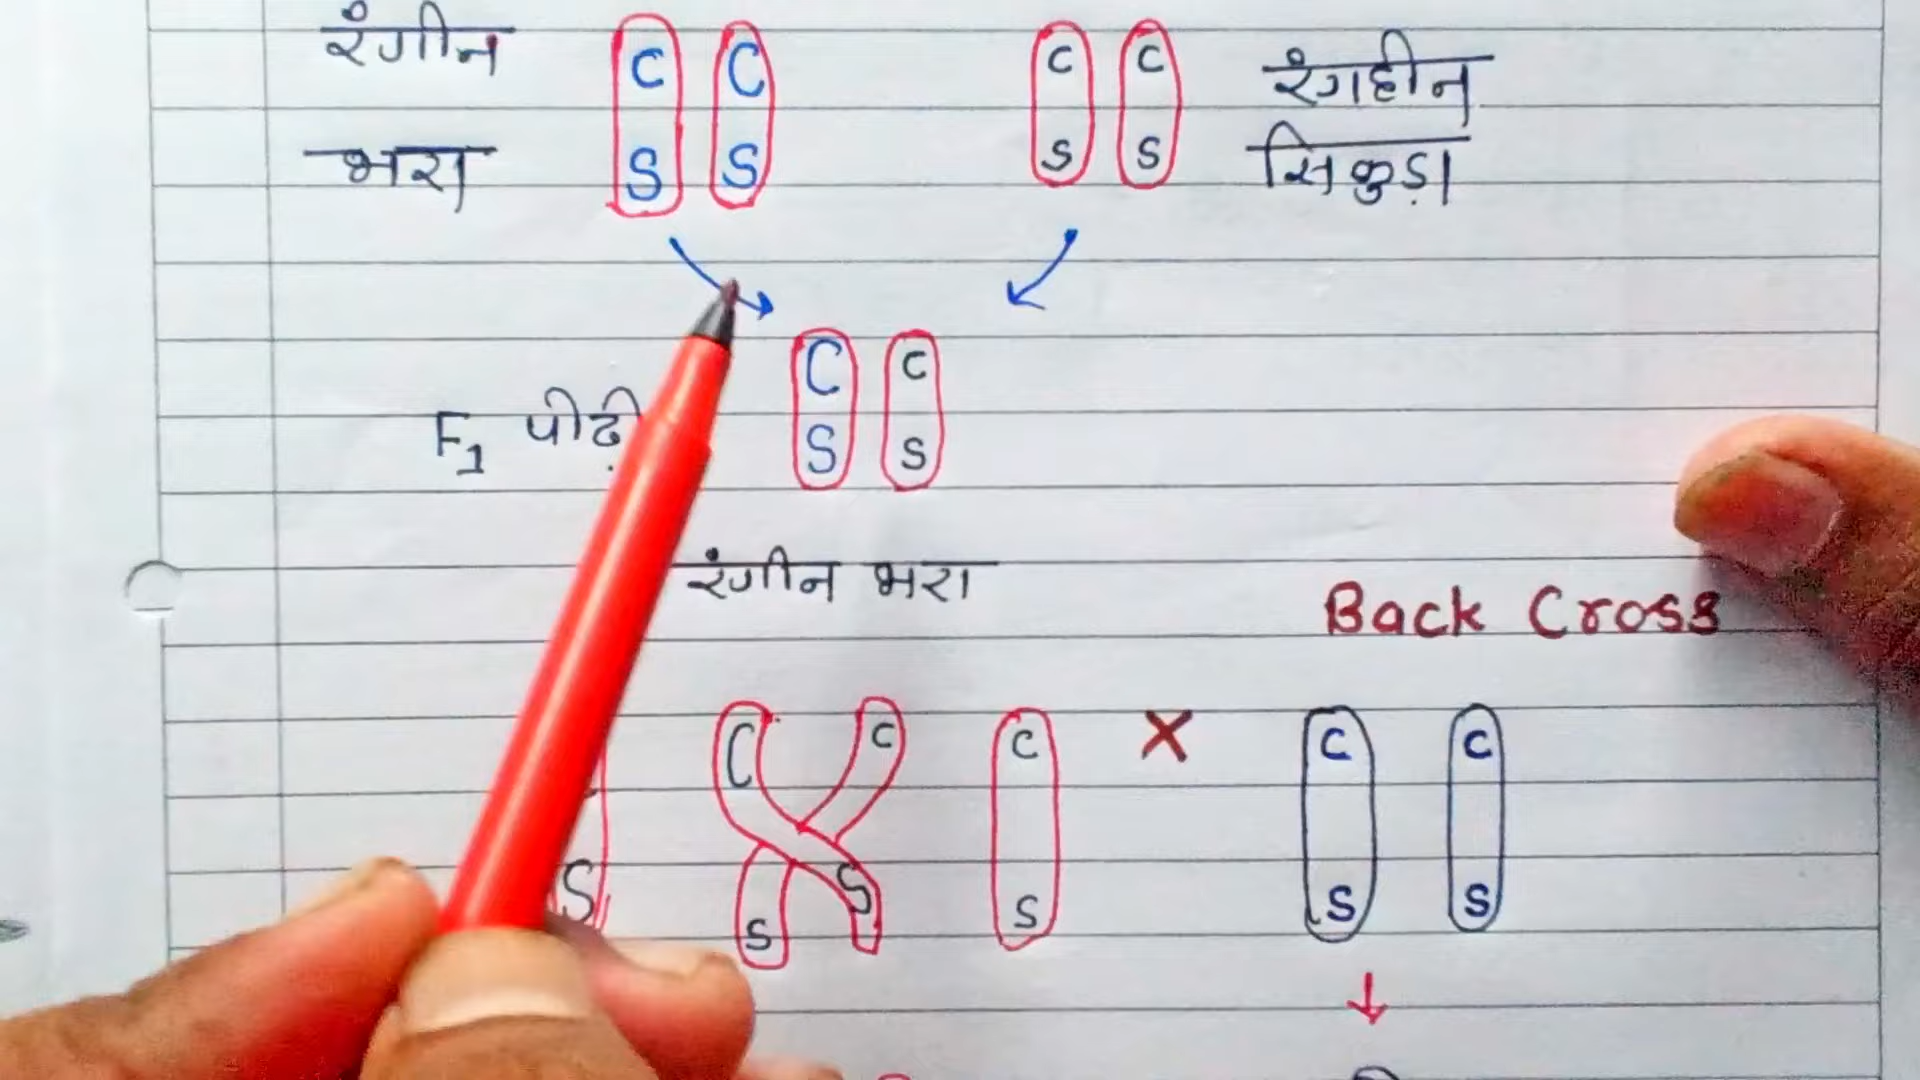 रंगीन C C c c रंगहीन
भरा S S s s सिकुड़ा
C c
F1 पीढ़ी S s
रंगीन भरा
Back Cross
C c c X c c
S s S s s s